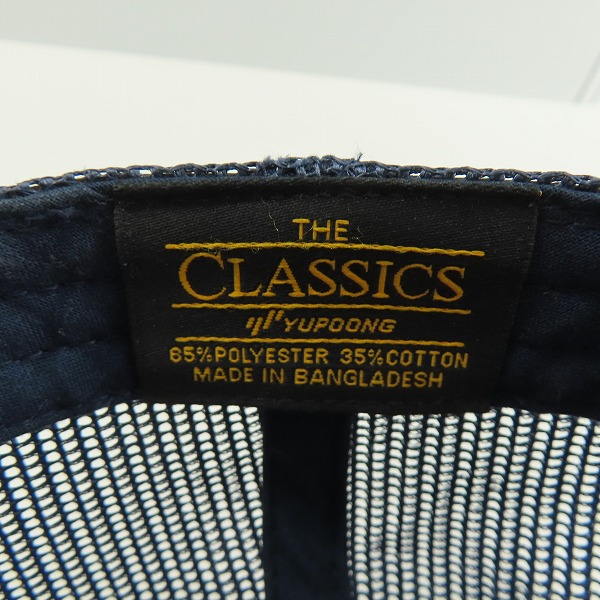 THE
CLASSICS
YUPOONG
65%POLYESTER 35%COTTON
MADE IN BANGLADESH